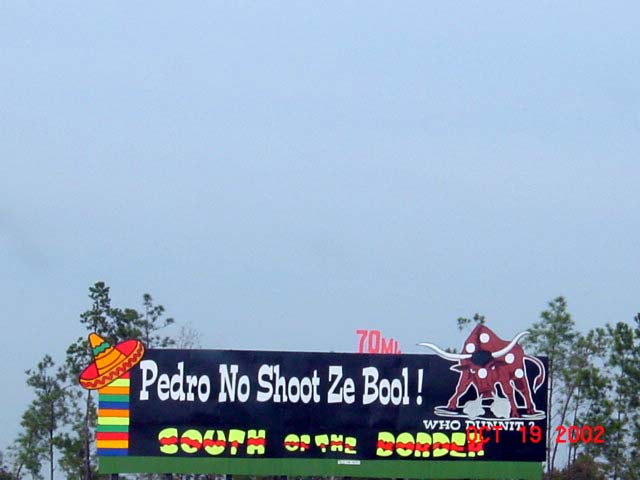 70Mi.
Pedro No Shoot Ze Bool!
WHO DUNNIT?
SOUTH OF THE BORDER
OCT 19 2002